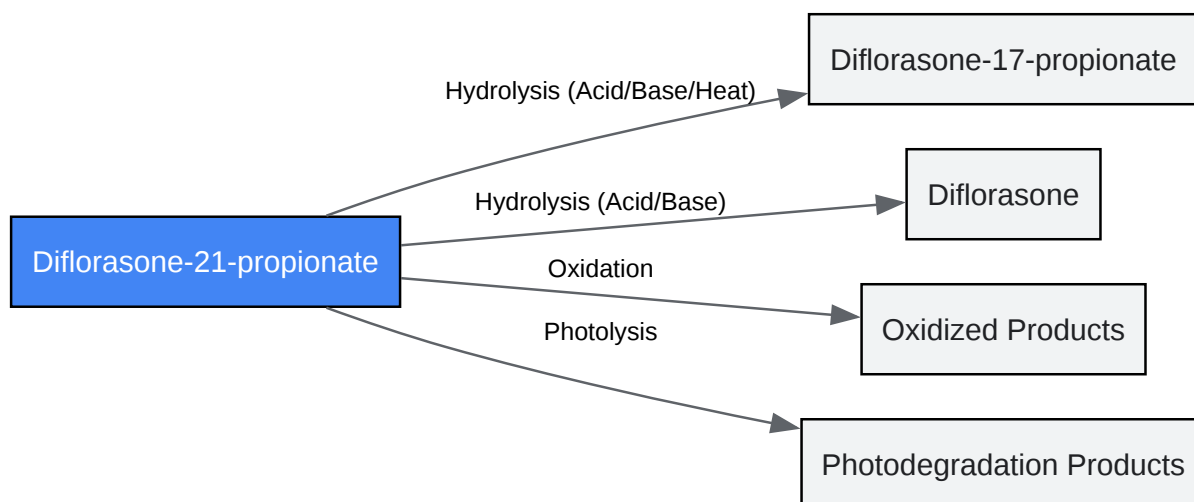 Diflorasone-17-propionate
Hydrolysis (Acid/Base/Heat)
Diflorasone
Hydrolysis (Acid/Base)
Diflorasone-21-propionate
Oxidation
Oxidized Products
Photolysis
Photodegradation Products